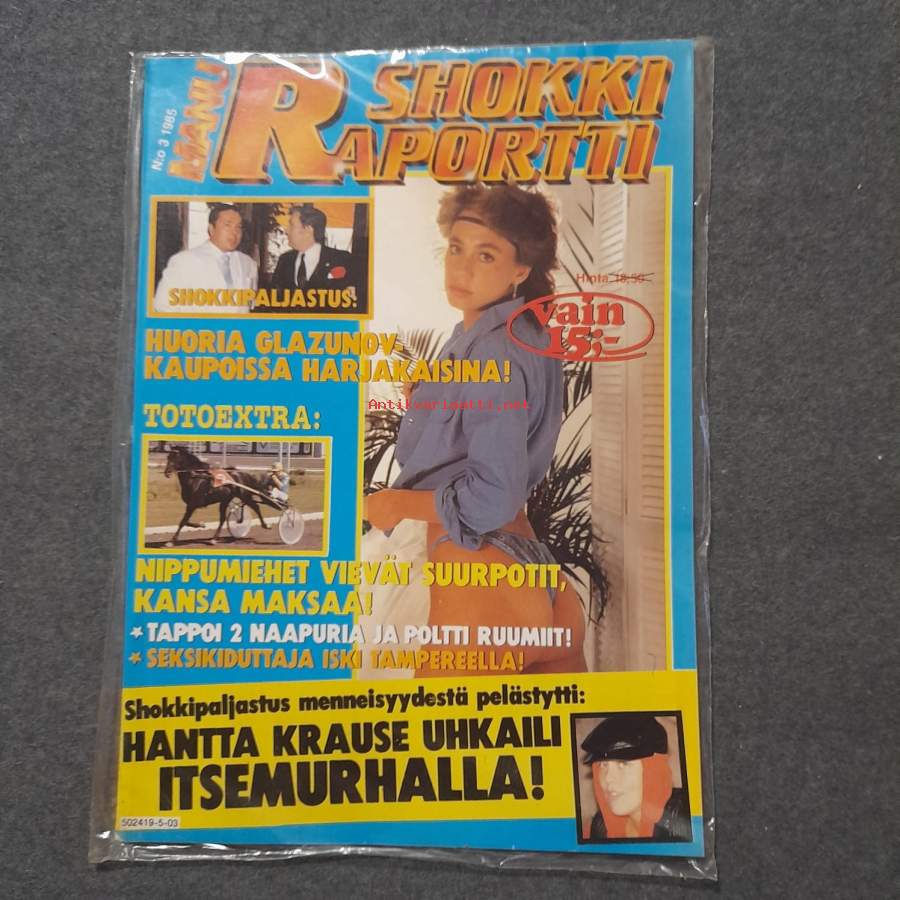 N:o 3 1985
MANU
SHOKKI
RAPORTTI
SHOKKIPALJASTUS:
Hinta 18,50
vain
15;-
HUORIA GLAZUNOV-
KAUPOISSA HARJAKAISINA!
Antikvariaatti.net
TOTOEXTRA:
NIPPUMIEHET VIEVÄT SUURPOTIT,
KANSA MAKSAA!
* TAPPOI 2 NAAPURIA JA POLTTI RUUMIIT!
* SEKSIKIDUTTAJA ISKI TAMPEREELLA!
Shokkipaljastus menneisyydestä pelästytti:
HANTTA KRAUSE UHKAILI
ITSEMURHALLA!
502419-5-03